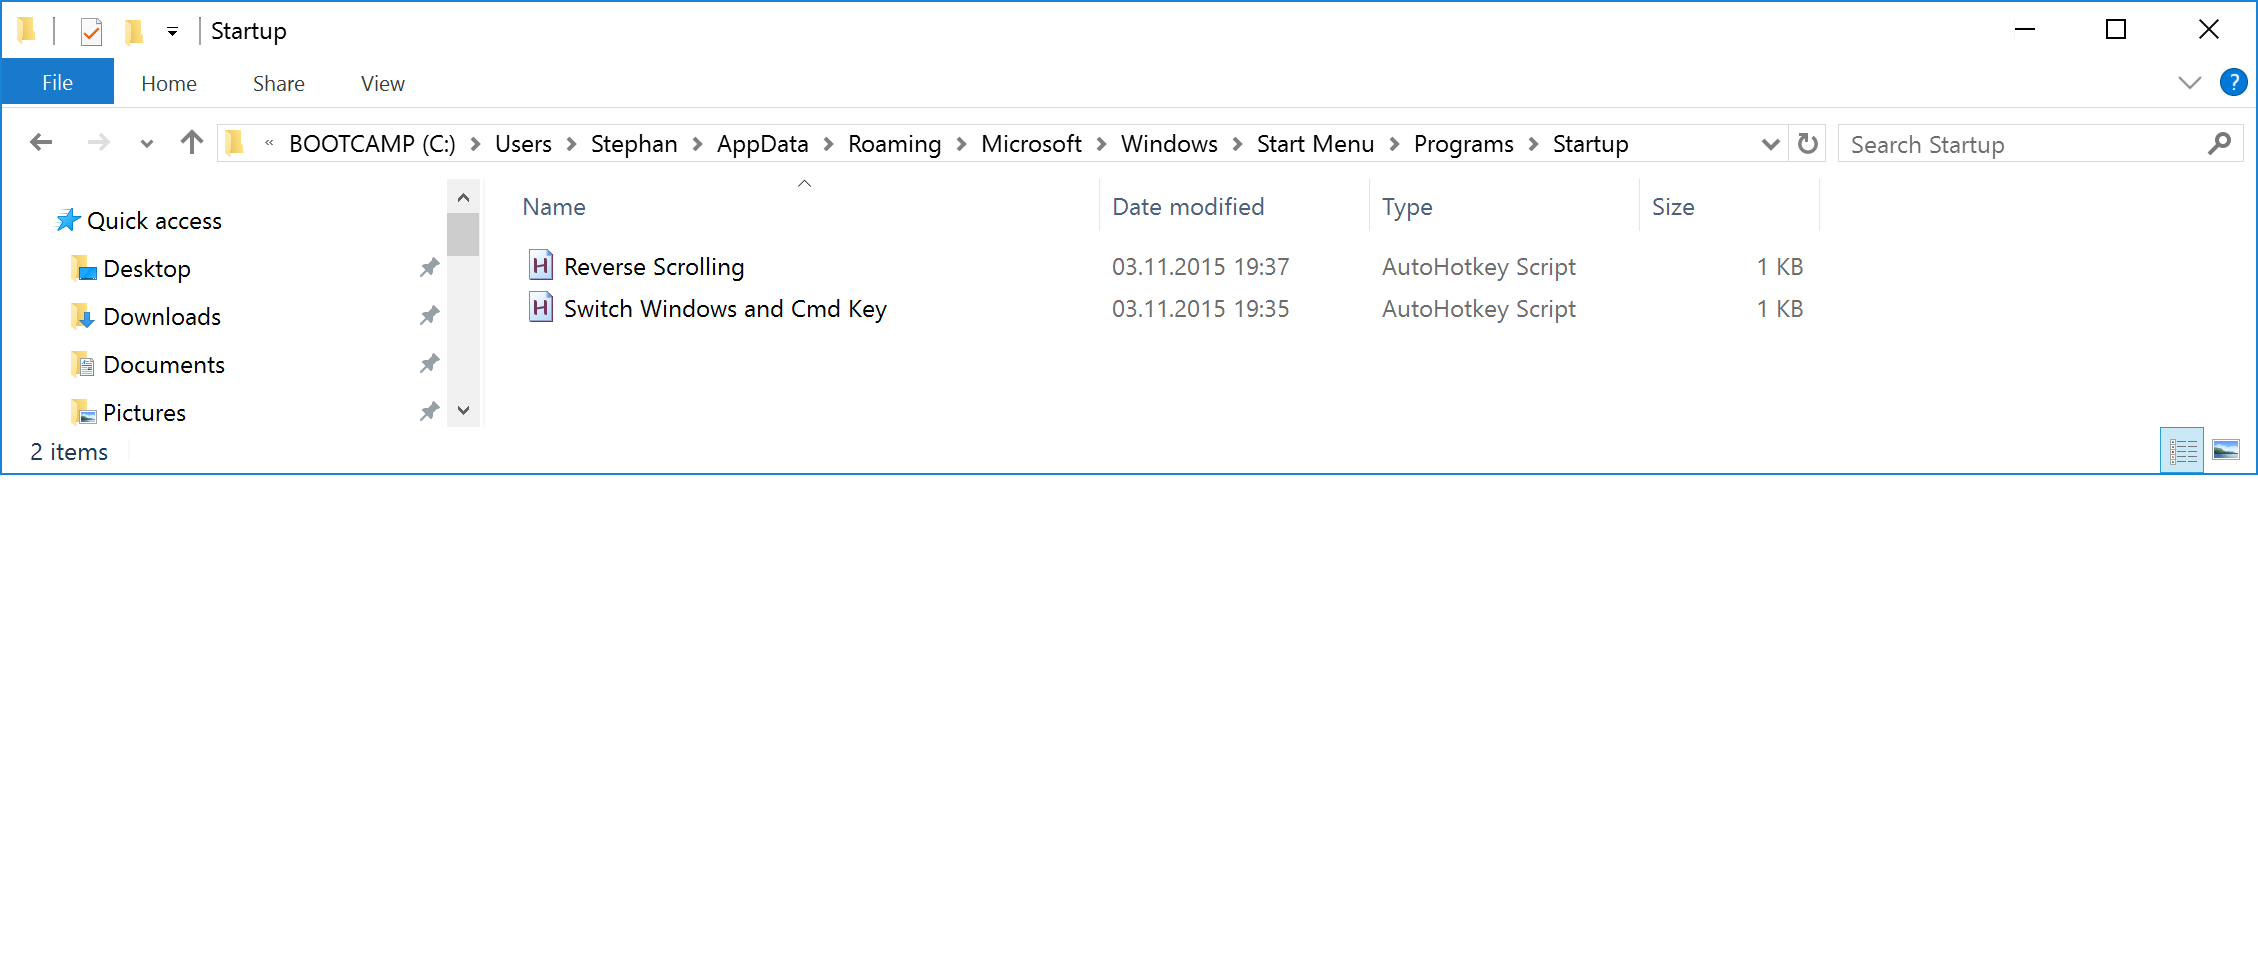 Startup
File Home Share View ?
« BOOTCAMP (C:) > Users > Stephan > AppData > Roaming > Microsoft > Windows > Start Menu > Programs > Startup Search Startup
Name Date modified Type Size
Quick access
Desktop
Downloads
Documents
Pictures
Reverse Scrolling 03.11.2015 19:37 AutoHotkey Script 1 KB
Switch Windows and Cmd Key 03.11.2015 19:35 AutoHotkey Script 1 KB
2 items